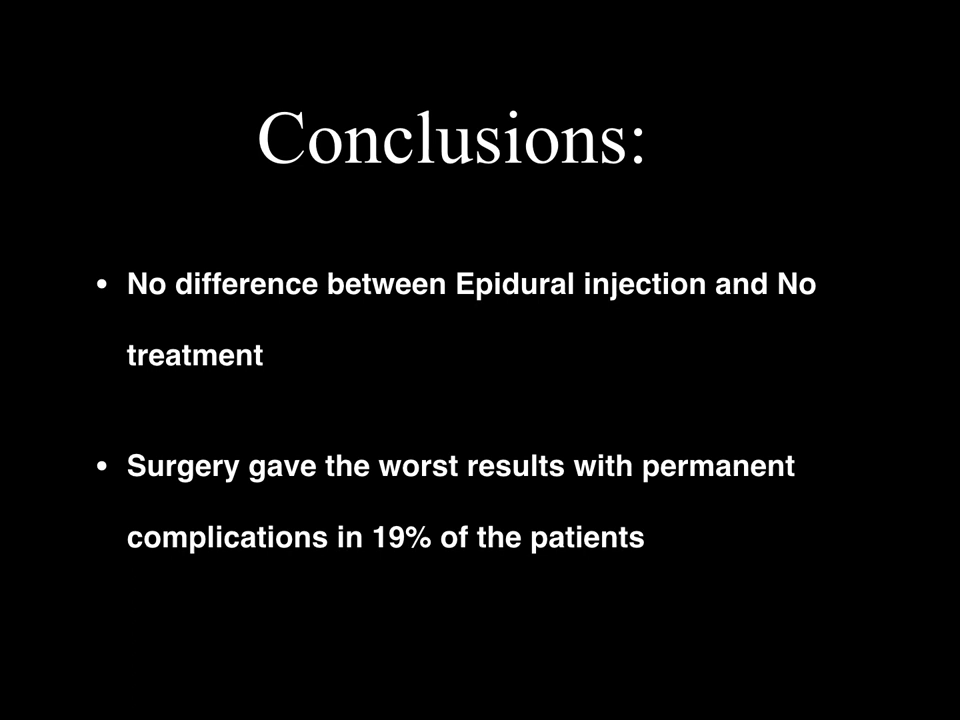 Conclusions:
• No difference between Epidural injection and No
treatment
• Surgery gave the worst results with permanent
complications in 19% of the patients